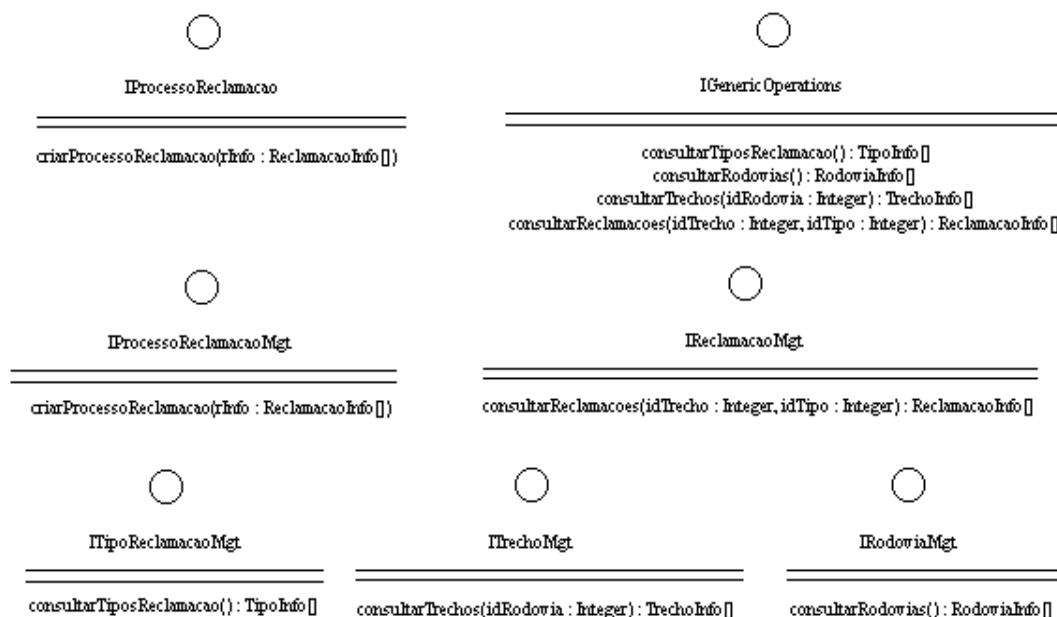 IProcessoReclamacao
criarProcessoReclamacao(rInfo : ReclamacaoInfo[])
IGenericOperations
consultarTiposReclamacao() : TipoInfo[]
consultarRodovias() : RodoviaInfo[]
consultarTrechos(idRodovia : Integer) : TrechoInfo[]
consultarReclamacoes(idTrecho : Integer, idTipo : Integer) : ReclamacaoInfo[]
IProcessoReclamacaoMgt
criarProcessoReclamacao(rInfo : ReclamacaoInfo[])
IReclamacaoMgt
consultarReclamacoes(idTrecho : Integer, idTipo : Integer) : ReclamacaoInfo[]
ITipoReclamacaoMgt
consultarTiposReclamacao() : TipoInfo[]
ITrechoMgt
consultarTrechos(idRodovia : Integer) : TrechoInfo[]
IRodoviaMgt
consultarRodovias() : RodoviaInfo[]